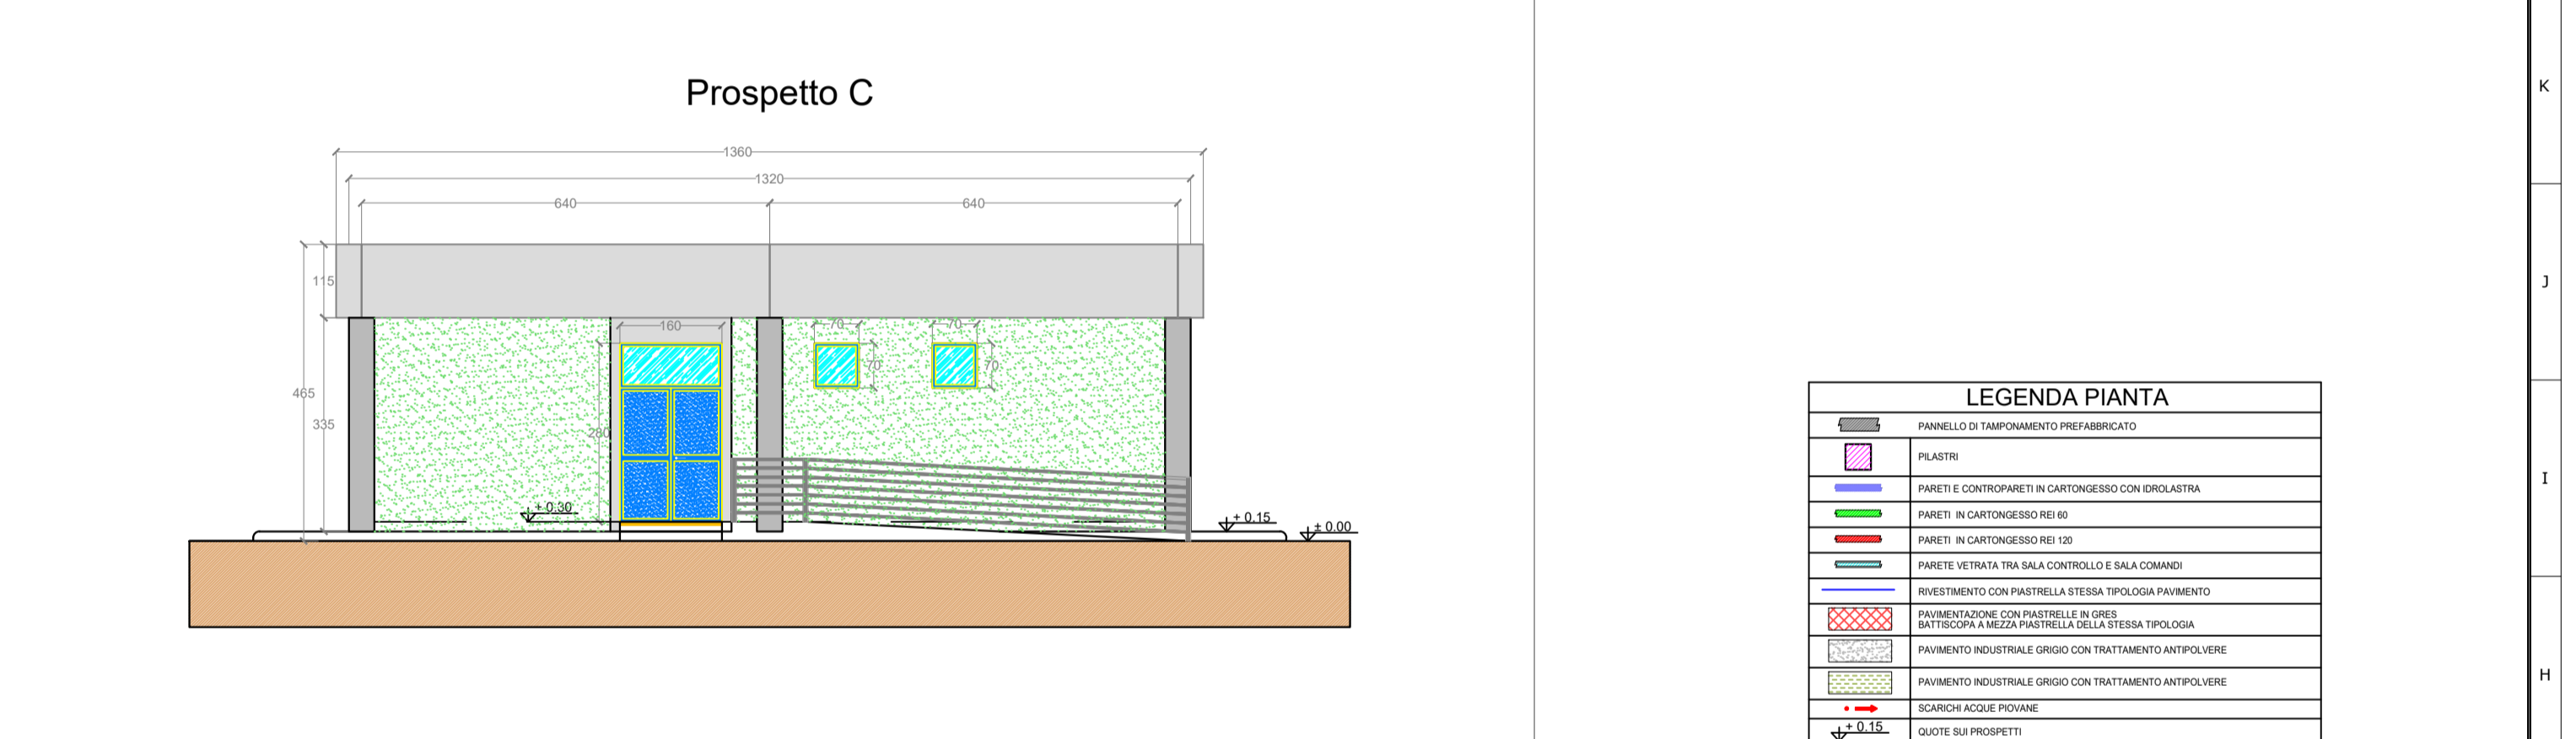 Prospetto C
K
1360
1320
640
640
115
J
160
70
70
70
70
465
335
280
LEGENDA PIANTA
PANNELLO DI TAMPONAMENTO PREFABBRICATO
PILASTRI
I
PARETI E CONTROPARETI IN CARTONGESSO CON IDROLASTRA
+ 0.30
+ 0.15
± 0.00
PARETI IN CARTONGESSO REI 60
PARETI IN CARTONGESSO REI 120
PARETE VETRATA TRA SALA CONTROLLO E SALA COMANDI
RIVESTIMENTO CON PIASTRELLA STESSA TIPOLOGIA PAVIMENTO
PAVIMENTAZIONE CON PIASTRELLE IN GRES
BATTISCOPA A MEZZA PIASTRELLA DELLA STESSA TIPOLOGIA
PAVIMENTO INDUSTRIALE GRIGIO CON TRATTAMENTO ANTIPOLVERE
H
PAVIMENTO INDUSTRIALE GRIGIO CON TRATTAMENTO ANTIPOLVERE
SCARICHI ACQUE PIOVANE
+ 0.15
QUOTE SUI PROSPETTI